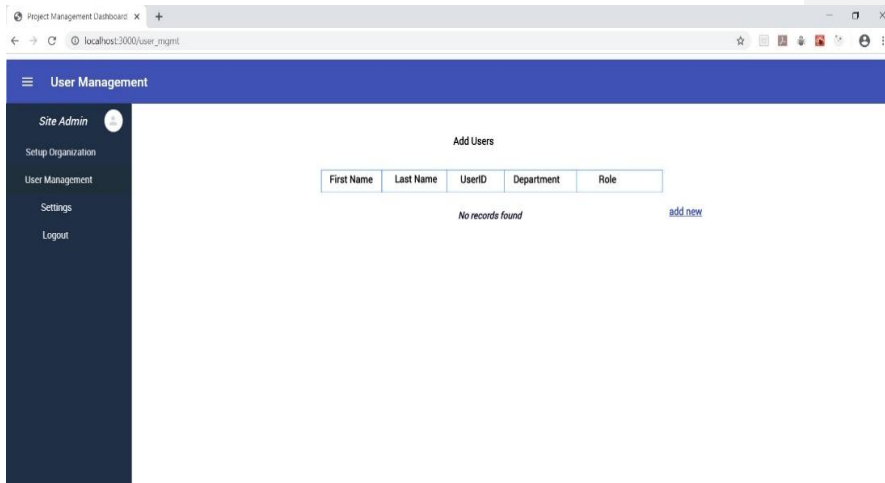 Project Management Dashboard
localhost:3000/user_mgmt
User Management
Site Admin
Setup Organization
User Management
Settings
Logout
Add Users
First Name Last Name UserID Department Role
No records found
add new